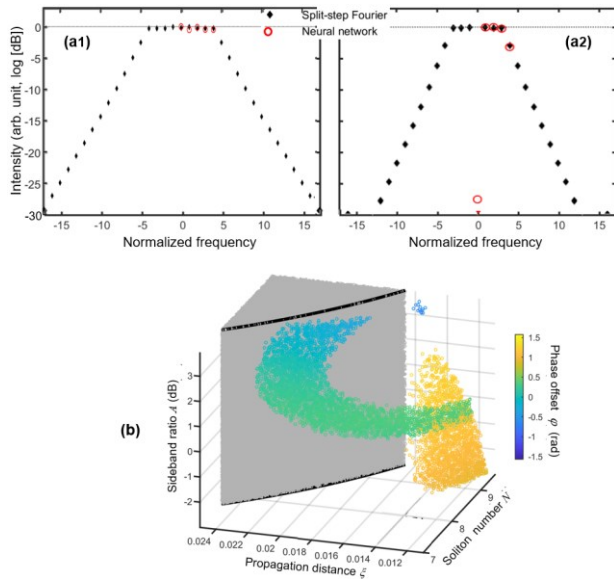 (a1)
Split-step Fourier
Neural network
(a2)
Intensity (arb. unit, log [dB])
0
-5
-10
-15
-20
-25
-30
-15 -10 -5 0 5 10 15
Normalized frequency
-15 -10 -5 0 5 10 15
Normalized frequency
(b)
Sideband ratio 𝒜 (dB)
3
2
1
0
-1
-2
0.024 0.022 0.02 0.018 0.016 0.014 0.012
Propagation distance ξ
7 8 9
Soliton number N
1.5
1
0.5
0
-0.5
-1
-1.5
Phase offset φ (rad)